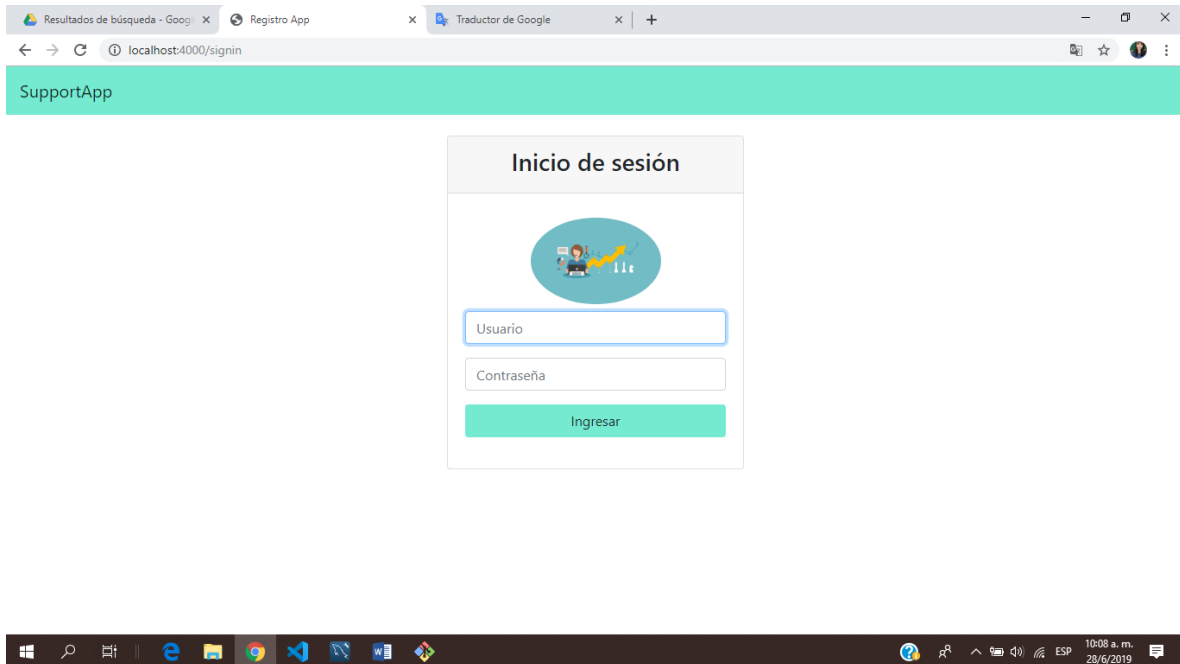 Resultados de búsqueda - Goog
Registro App
Traductor de Google
localhost:4000/signin
SupportApp
Inicio de sesión
Usuario
Contraseña
Ingresar
ESP
10:08 a. m.
28/6/2019